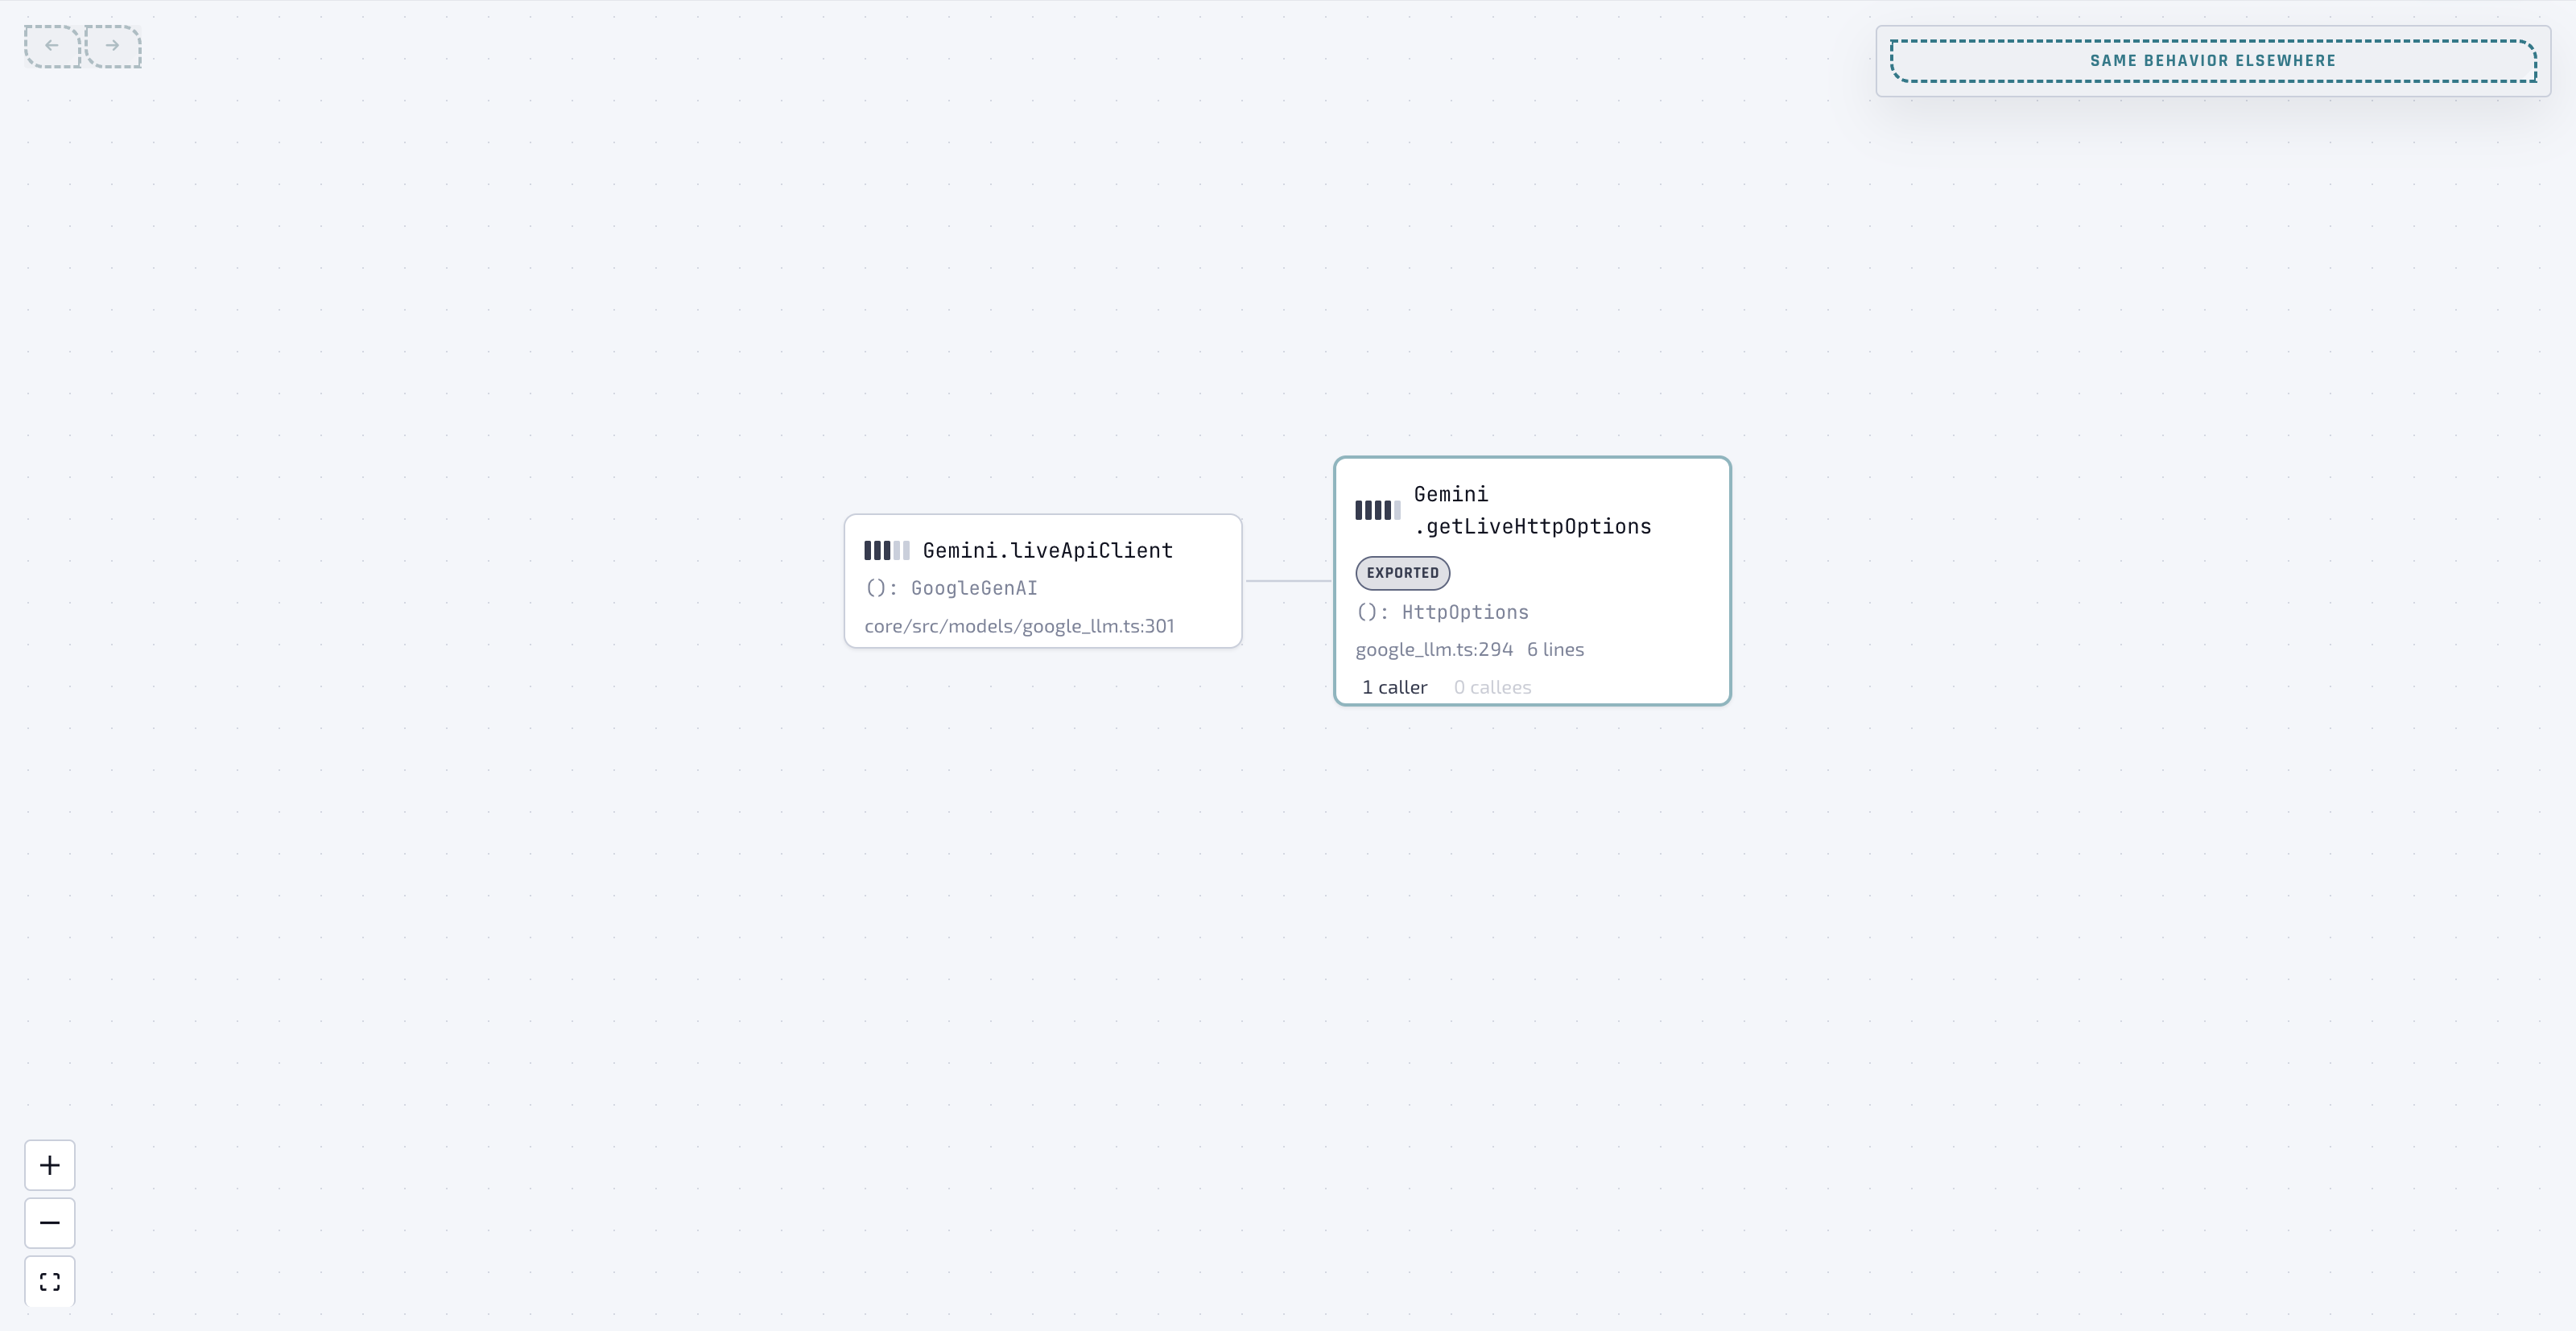 SAME BEHAVIOR ELSEWHERE
Gemini.liveApiClient
(): GoogleGenAI
core/src/models/google_llm.ts:301
Gemini
.getLiveHttpOptions
EXPORTED
(): HttpOptions
google_llm.ts:294 6 lines
1 caller 0 callees